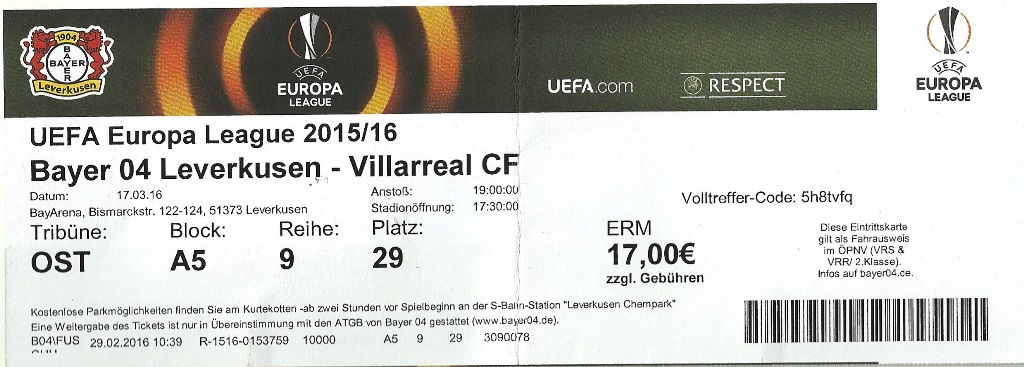 1904
BAYER
BAYER
Leverkusen
UEFA
EUROPA
LEAGUE
UEFA.com
RESPECT
UEFA
EUROPA
LEAGUE
UEFA Europa League 2015/16
Bayer 04 Leverkusen - Villarreal CF
Datum: 17.03.16 Anstoß: 19:00:00
BayArena, Bismarckstr. 122-124, 51373 Leverkusen Stadionöffnung: 17:30:00
Tribüne: Block: Reihe: Platz:
OST A5 9 29
Volltreffer-Code: 5h8tvfq
ERM
17,00€
zzgl. Gebühren
Diese Eintrittskarte
gilt als Fahrausweis
im ÖPNV (VRS &
VRR/ 2.Klasse).
Infos auf bayer04.de.
Kostenlose Parkmöglichkeiten finden Sie am Kurtekotten -ab zwei Stunden vor Spielbeginn an der S-Bahn-Station "Leverkusen Chempark"
Eine Weitergabe des Tickets ist nur in Übereinstimmung mit den ATGB von Bayer 04 gestattet (www.bayer04.de).
B04\FUS 29.02.2016 10:39 R-1516-0153759 10000 A5 9 29 3090078